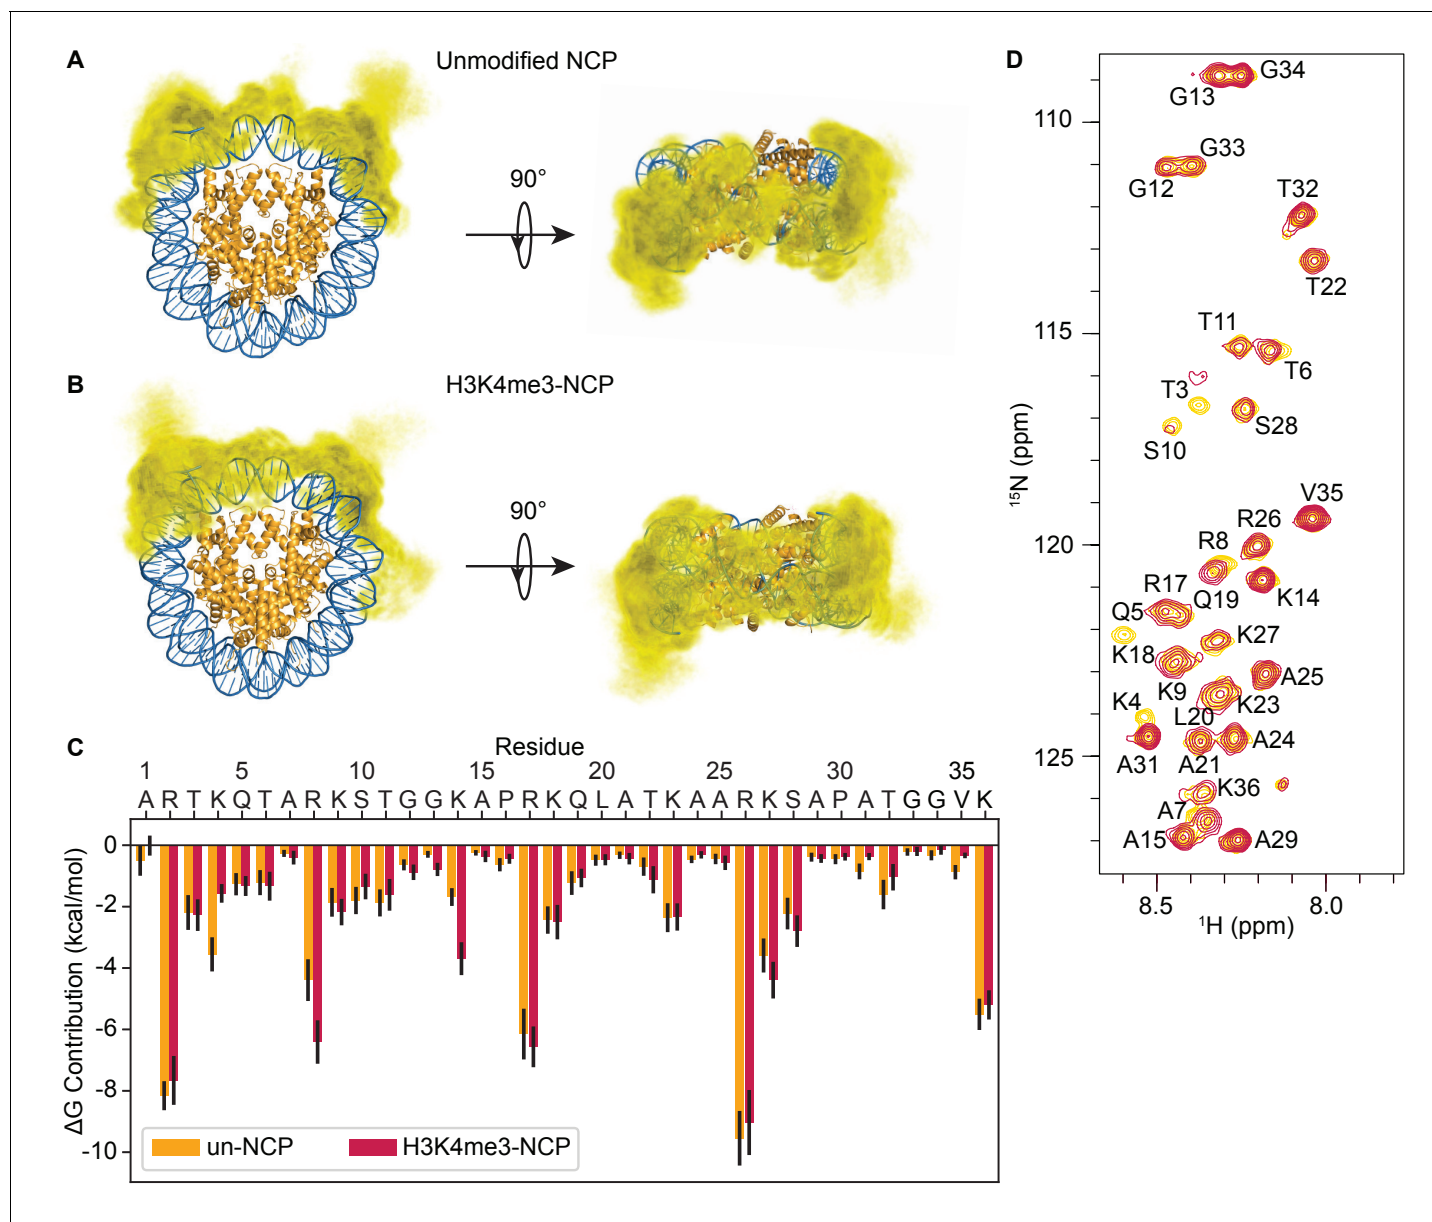 A
Unmodified NCP
90°
B
H3K4me3-NCP
90°
C
Residue
1 5 10 15 20 25 30 35
A R T K Q T A R K S T G G K A P R K Q L A T K A A R K S A P A T G G V K
0
-2
-4
-6
-8
-10
ΔG Contribution (kcal/mol)
un-NCP H3K4me3-NCP
D
G34
G13
110
G33
G12
T32
T22
T11
115
T6
T3
S28
S10
V35
R26
120
R8
R17
K14
Q19
Q5
K27
K18
A25
K9
K23
K4
L20
A24
125
A31
A21
K36
A7
A15
A29
15N (ppm)
8.5 8.0
1H (ppm)